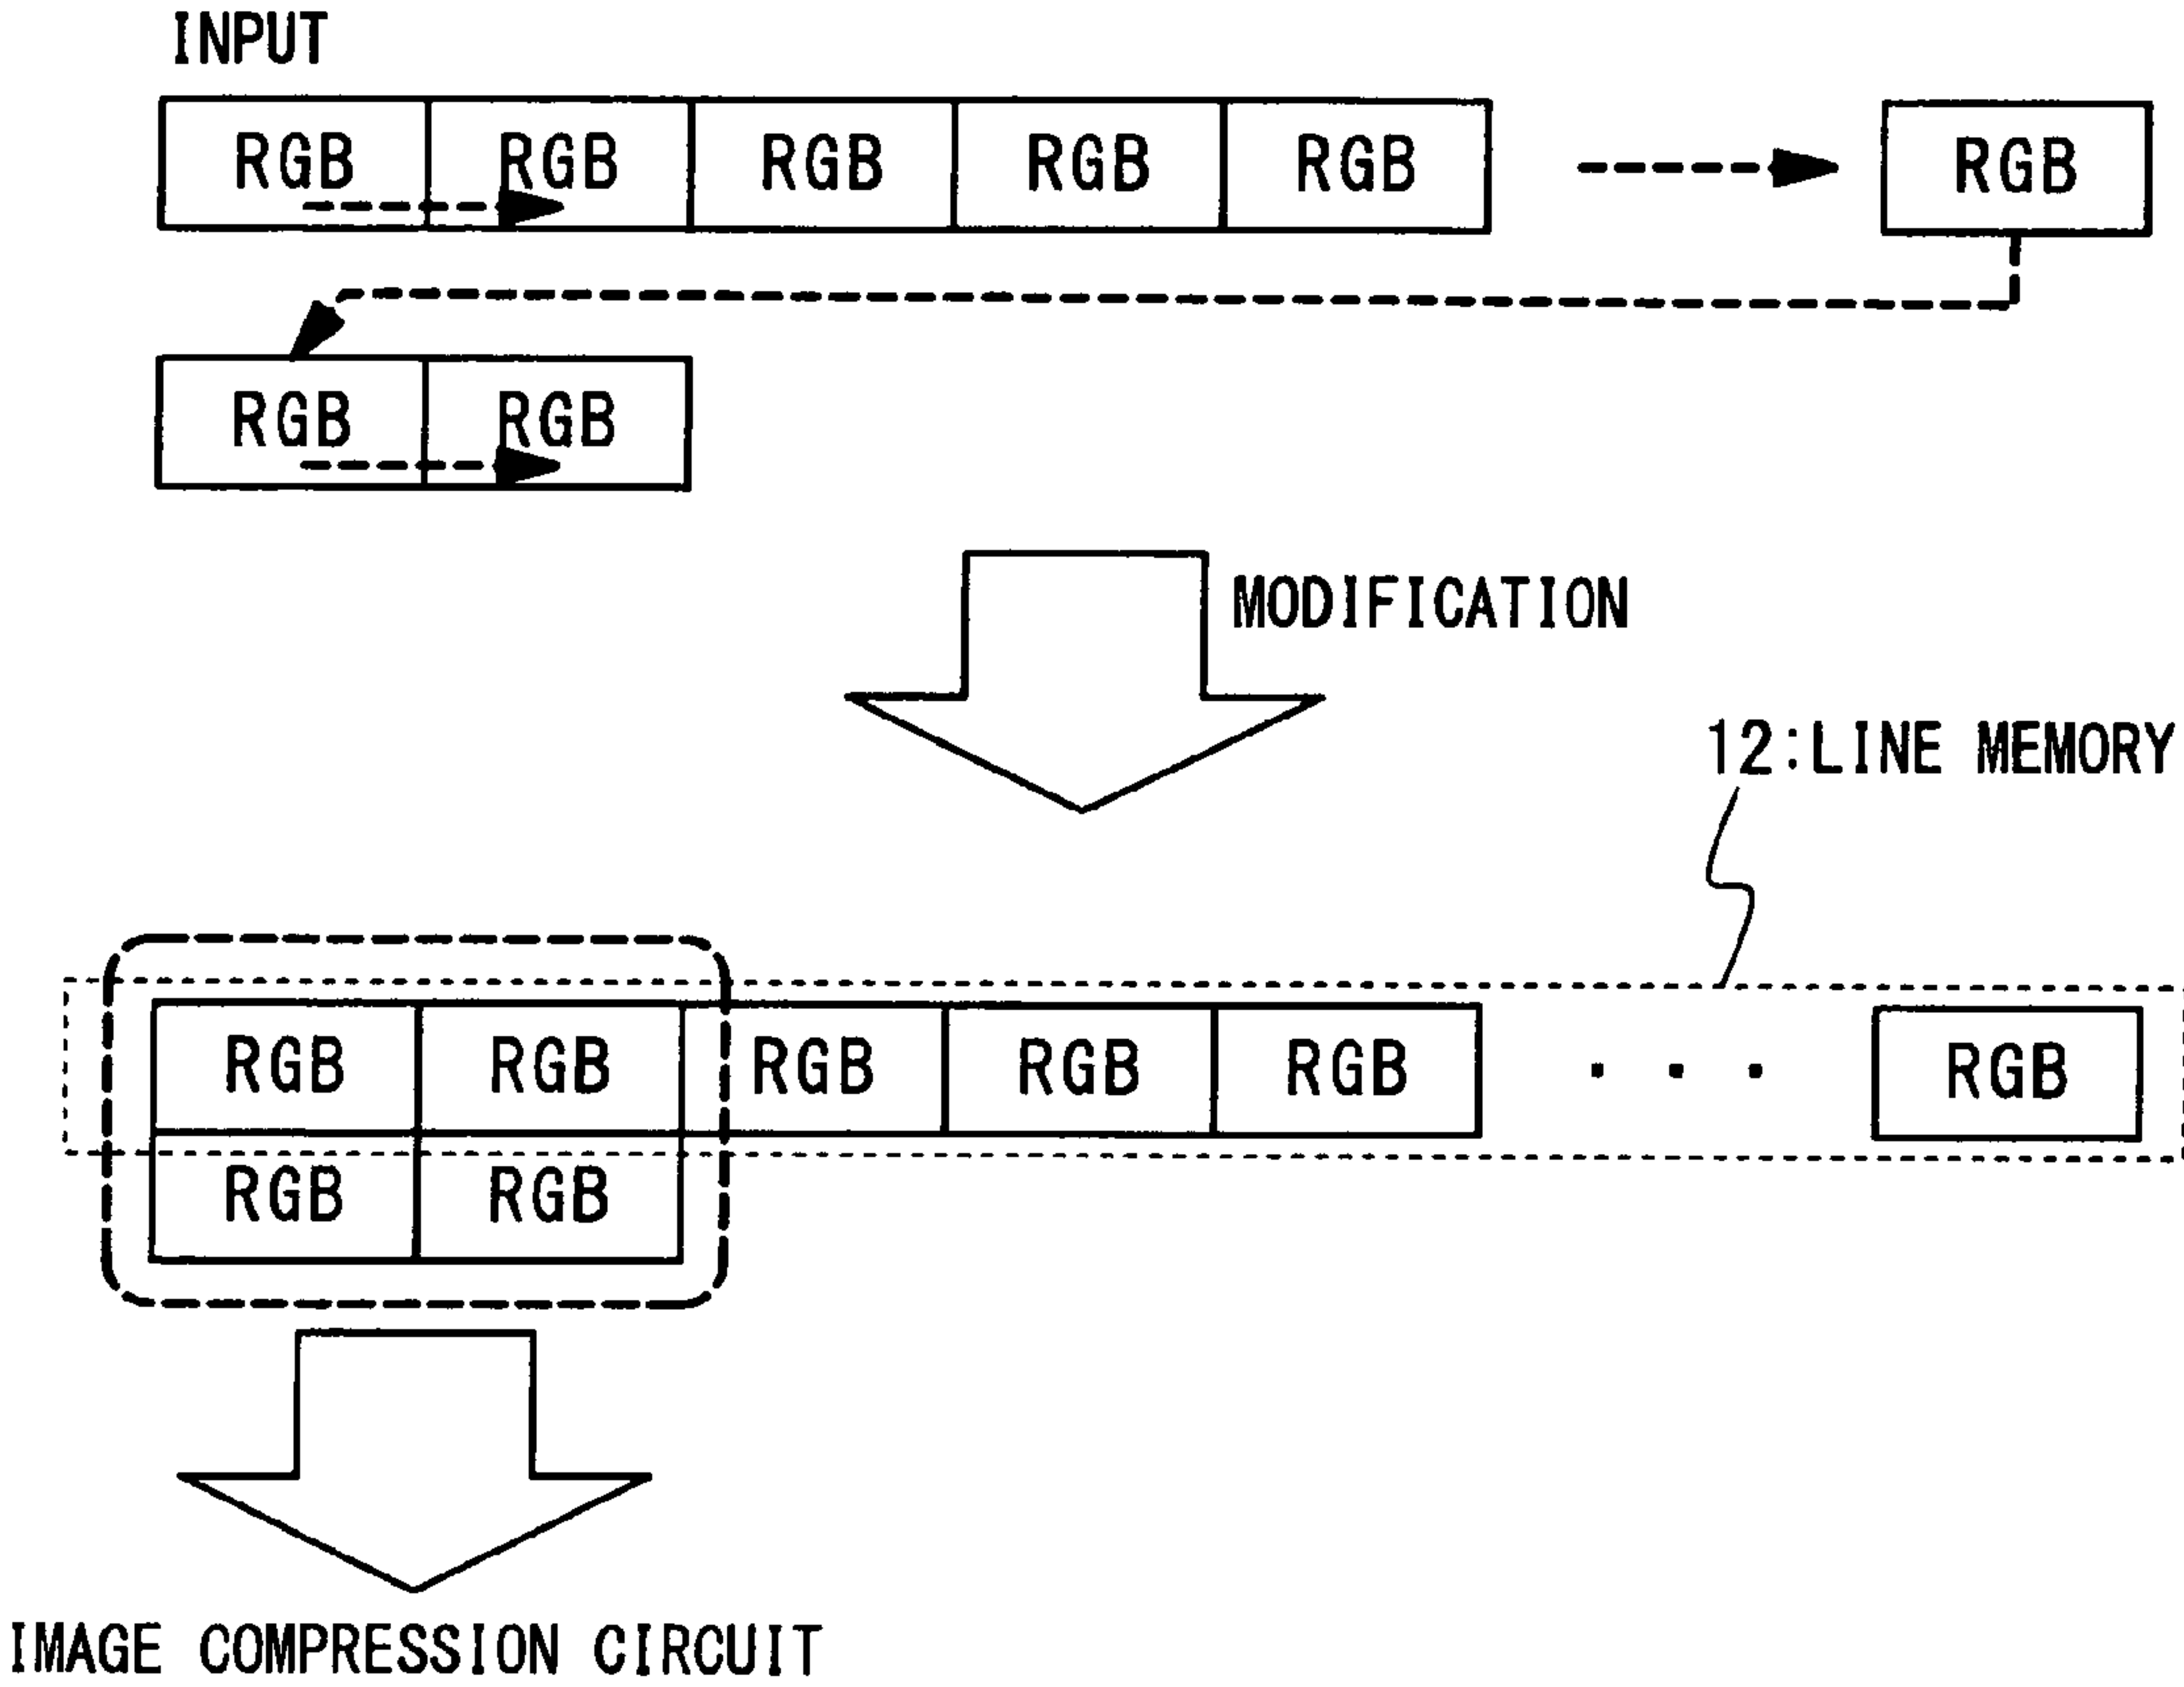 INPUT
RGB RGB RGB RGB RGB RGB
RGB RGB
MODIFICATION
12:LINE MEMORY
RGB RGB RGB RGB RGB . . . RGB
RGB RGB
IMAGE COMPRESSION CIRCUIT